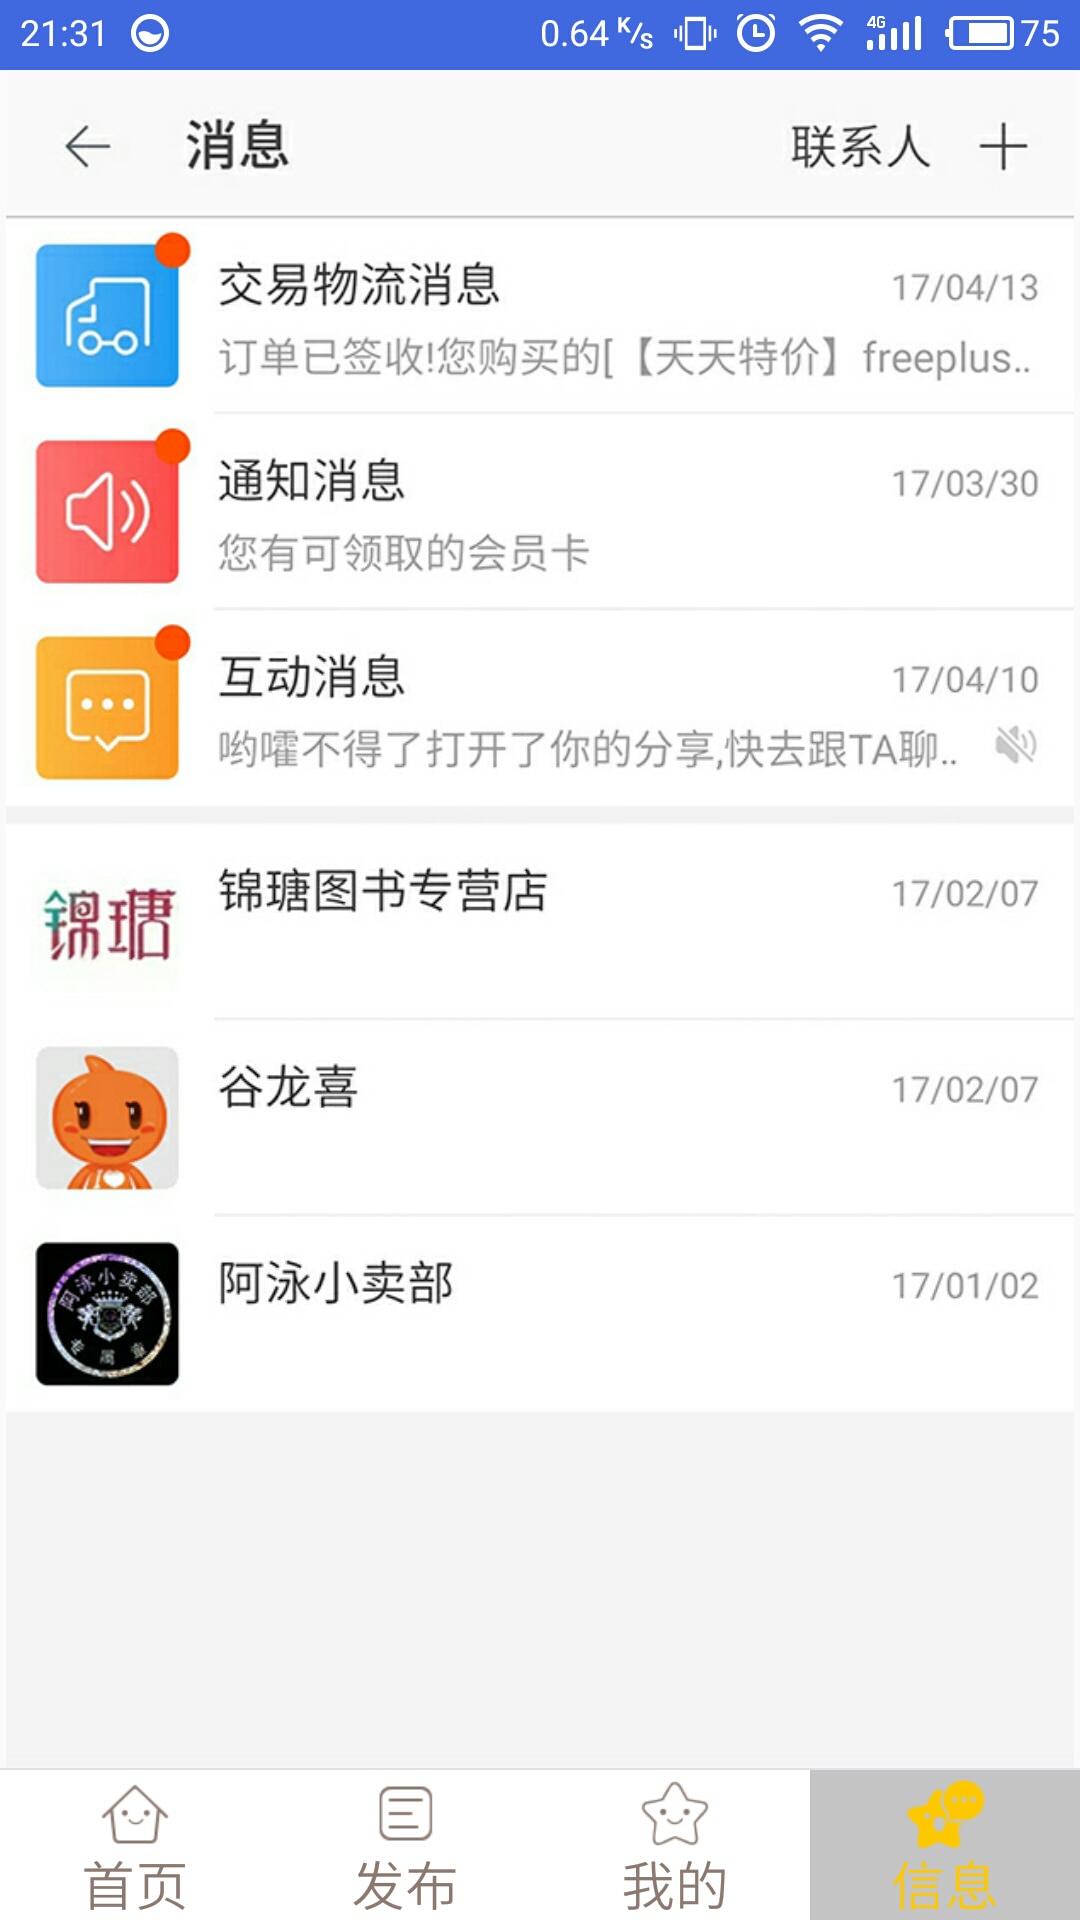 21:31 0.64 K/s 4G 75
消息 联系人
交易物流消息 17/04/13
订单已签收!您购买的[【天天特价】freeplus..
通知消息 17/03/30
您有可领取的会员卡
互动消息 17/04/10
哟嚯不得了打开了你的分享,快去跟TA聊..
锦瑭
锦瑭图书专营店 17/02/07
谷龙喜 17/02/07
阿泳小卖部
专属章
阿泳小卖部 17/01/02
首页 发布 我的 信息